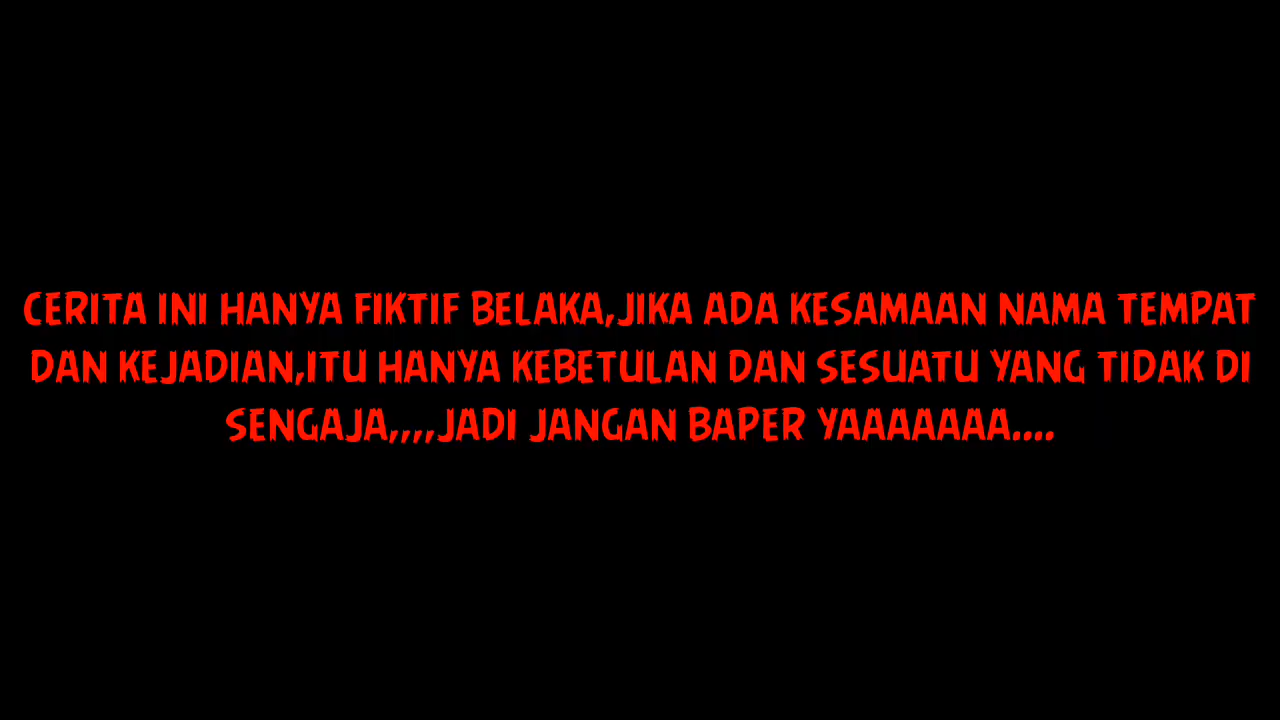 CERITA INI HANYA FIKTIF BELAKA,JIKA ADA KESAMAAN NAMA TEMPAT
DAN KEJADIAN,ITU HANYA KEBETULAN DAN SESUATU YANG TIDAK DI
SENGAJA,,,,JADI JANGAN BAPER YAAAAAAA....